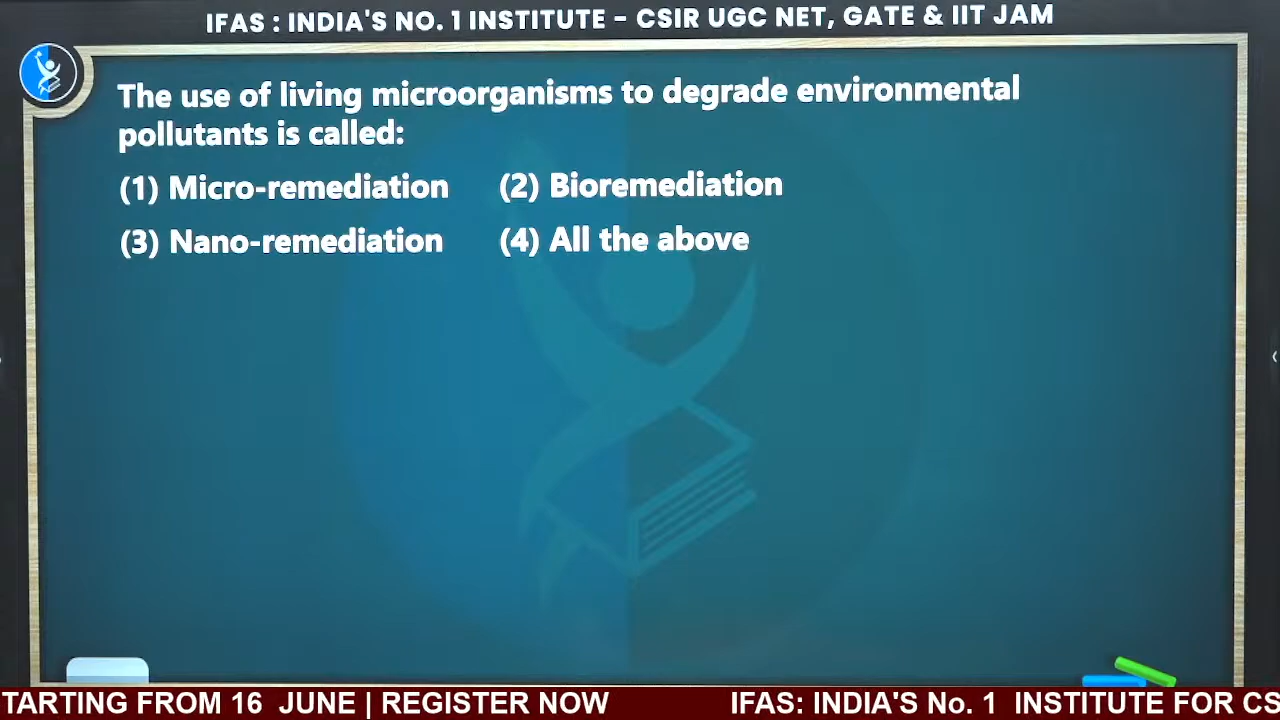 IFAS : INDIA'S NO. 1 INSTITUTE – CSIR UGC NET, GATE & IIT JAM
The use of living microorganisms to degrade environmental
pollutants is called:
(1) Micro-remediation (2) Bioremediation
(3) Nano-remediation (4) All the above
TARTING FROM 16 JUNE | REGISTER NOW IFAS: INDIA'S No. 1 INSTITUTE FOR CS